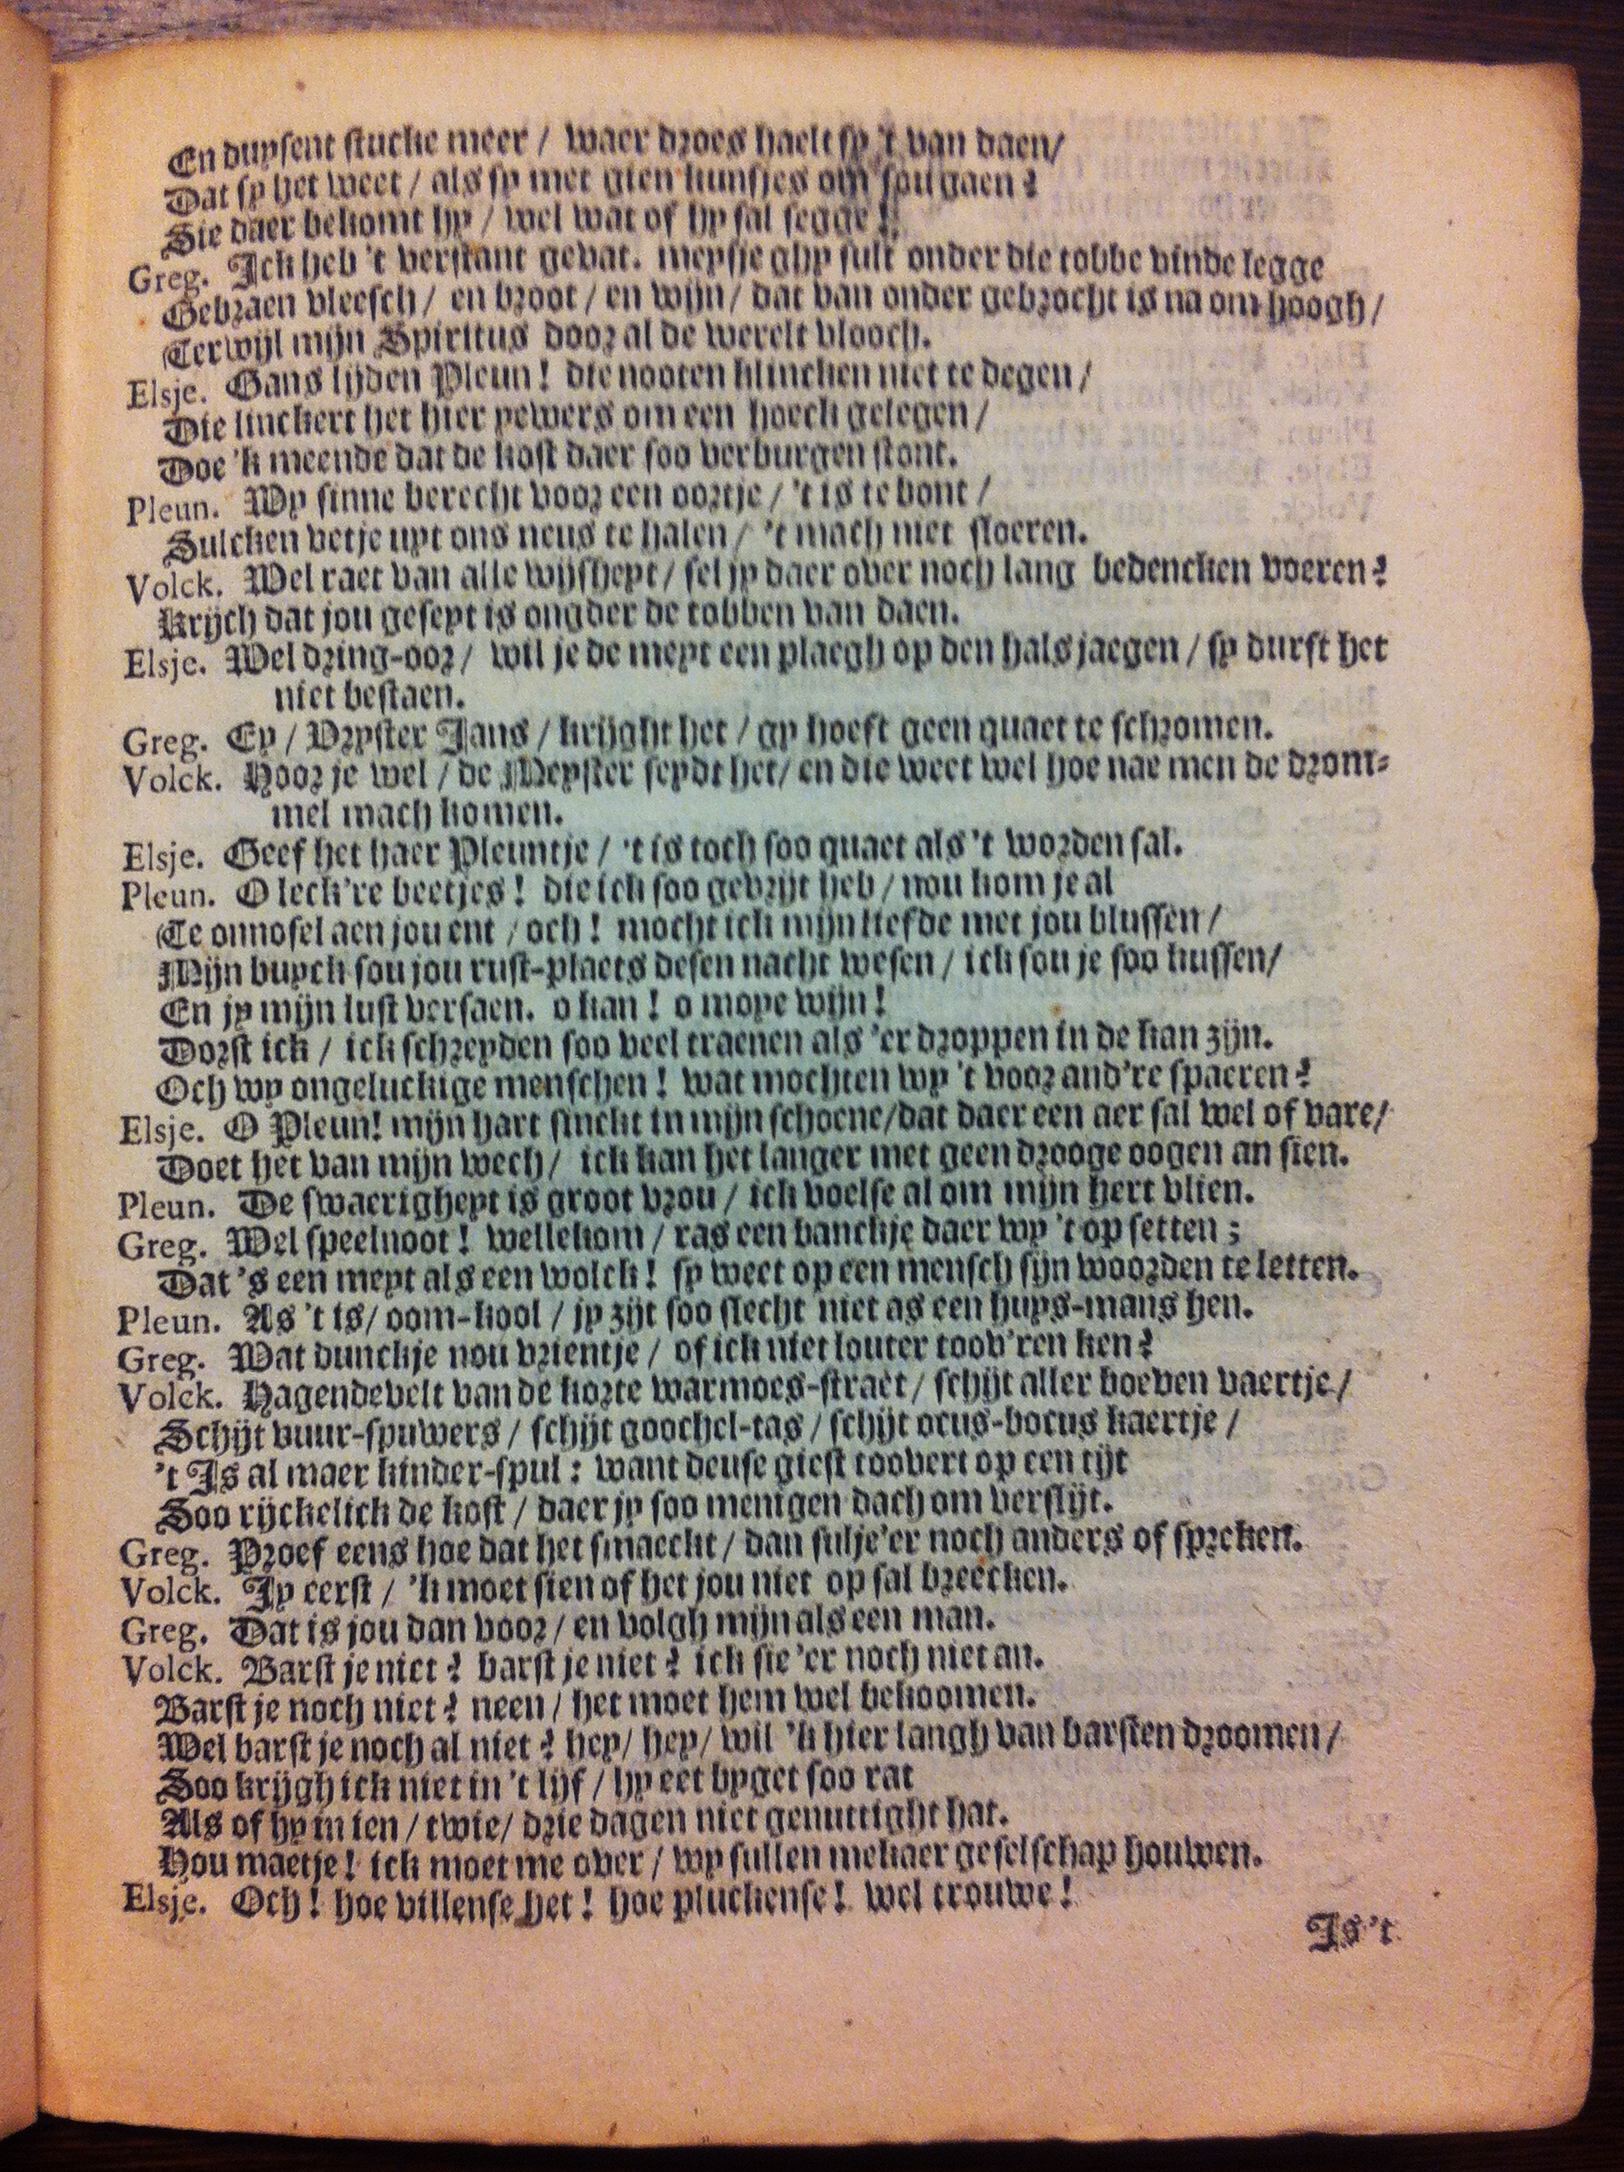 En duysent stucke meer / waer droes haelt sy 't van daen/
Dat sy het weet / als sy met gien kunsjes om sou gaen?
Sie daer bekomt hy / wel wat of hy sal segge!
Greg. Ick heb 't verstant gevat. meysje ghy sult onder die tobbe vinde legge
Gebraen vleesch / en broot / en wijn / dat van onder gebrocht is na om hoogh /
Terwijl mijn Spiritus door al de werelt vlooch.
Elsje. Gans lijden Pleun! die nooten klincken niet te degen /
Die linckert het hier yewers om een hoeck gelegen /
Doe 'k meende dat de kost daer soo verburgen stont.
Pleun. Wy sinne berecht voor een oortje / 't is te bont /
Sulcken vetje uyt ons neus te halen / 't mach niet sloeren.
Volck. Wel raet van alle wijsheyt / sel jy daer over noch lang bedencken voeren?
Krijch dat jou geseyt is ongder de tobben van daen.
Elsje. Wel dring-oor / wil je de meyt een plaegh op den hals jaegen / sy durft het
niet bestaen.
Greg. Ey / Vryster Jans / krijght het / gy hoeft geen quaet te schromen.
Volck. Hoor je wel / de Meyster seydt het / en die weet wel hoe nae men de drom-
mel mach komen.
Elsje. Geef het haer Pleuntje / 't is toch soo quaet als 't worden sal.
Pleun. O leck're beetjes! die ick soo gevrijt heb / nou kom je al
Te onnosel aen jou ent / och! mocht ick mijn liefde met jou blussen /
Mijn buyck sou jou rust-plaets desen nacht wesen / ick sou je soo kussen/
En jy mijn lust versaen. o kan! o moye wijn!
Dorst ick / ick schreyden soo veel traenen als 'er droppen in de kan zijn.
Och wy ongeluckige menschen! wat mochten wy 't voor and're spaeren?
Elsje. O Pleun! mijn hart sinckt in mijn schoene/dat daer een aer sal wel of vare/
Doet het van mijn wech / ick kan het langer met geen drooge oogen an sien.
Pleun. De swaerigheyt is groot vrou / ick voelse al om mijn hert vlien.
Greg. Wel speelnoot! wellekom / ras een banckje daer wy 't op setten;
Dat 's een meyt als een wolck! sy weet op een mensch sijn woorden te letten.
Pleun. As 't is/ oom-kool / jy zijt soo slecht niet as een huys-mans hen.
Greg. Wat dunckje nou vrientje / of ick niet louter toov'ren ken?
Volck. Hagendevelt van de korte warmoes-straet / schijt aller boeven vaertje/
Schijt vuur-spuwers / schijt goochel-tas / schijt ocus-bocus kaertje /
't Is al maer kinder-spul: want deuse giest toovert op een tijt
Soo rijckelick de kost / daer jy soo menigen dach om verslijt.
Greg. Proef eens hoe dat het smaeckt / dan sulje'er noch anders of spreken.
Volck. Jy eerst / 'k moet sien of het jou niet op sal breecken.
Greg. Dat is jou dan voor / en volgh mijn als een man.
Volck. Barst je niet? barst je niet? ick sie 'er noch niet an.
Barst je noch niet? neen / het moet hem wel bekoomen.
Wel barst je noch al niet? hey/ hey/ wil 'k hier langh van barsten droomen /
Soo krijgh ick niet in 't lijf / hy eet byget soo rat
Als of hy in ien / twie/ drie dagen niet genuttight hat.
Hou maetje! ick moet me over / wy sullen mekaer geselschap houwen.
Elsje. Och! hoe villense het! hoe pluckense! wel trouwe!
Is 't